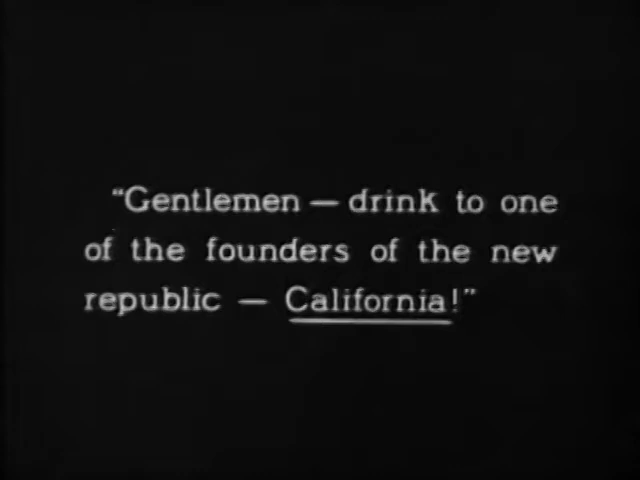 “Gentlemen — drink to one
of the founders of the new
republic — California!”